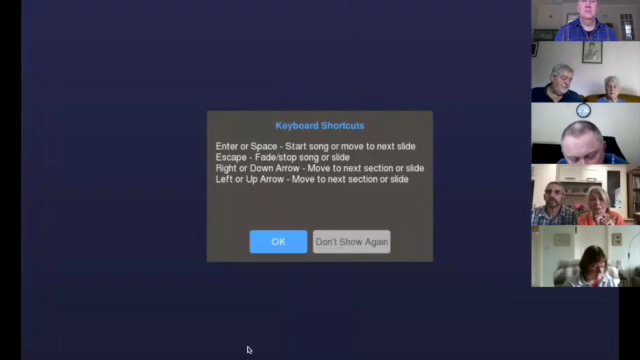 Keyboard Shortcuts
Enter or Space - Start song or move to next slide
Escape - Fade/stop song or slide
Right or Down Arrow - Move to next section or slide
Left or Up Arrow - Move to next section or slide
OK
Don't Show Again